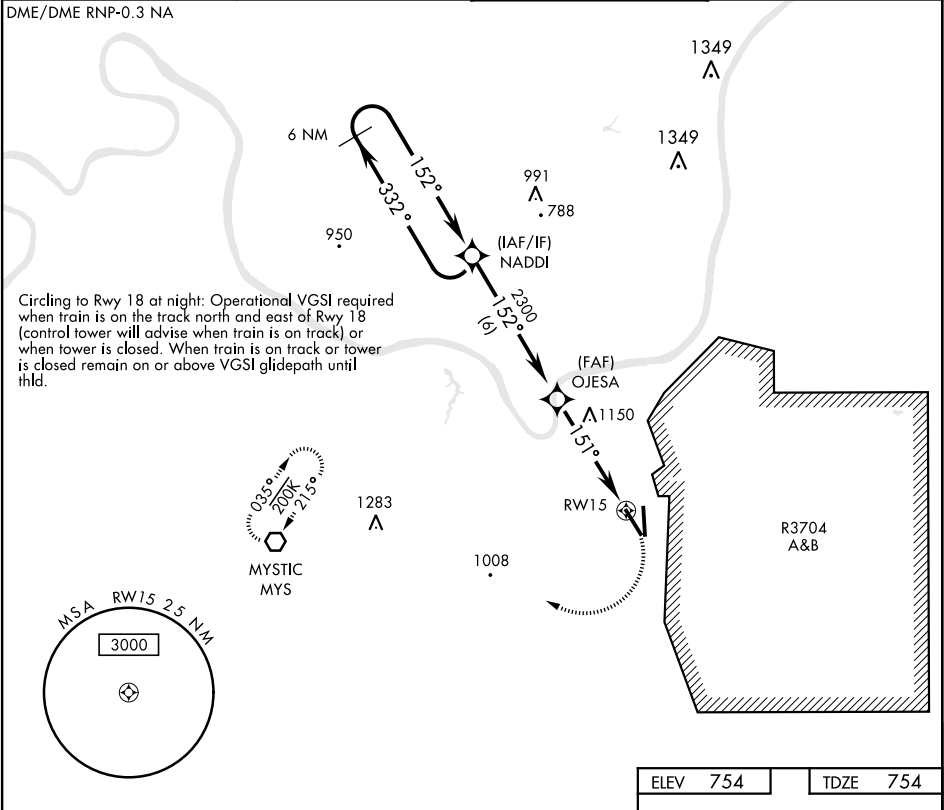 DME/DME RNP-0.3 NA
1349
1349
6 NM
152°
332°
991
788
950
(IAF/IF)
NADDI
2300
152°
(6)
Circling to Rwy 18 at night: Operational VGSI required
when train is on the track north and east of Rwy 18
(control tower will advise when train is on track) or
when tower is closed. When train is on track or tower
is closed remain on or above VGSI glidepath until
thld.
(FAF)
OJESA
1150
151°
035°
200K
215°
1283
RW15
R3704
A&B
MYSTIC
MYS
1008
MSA RW15 25 NM
3000
ELEV 754
TDZE 754